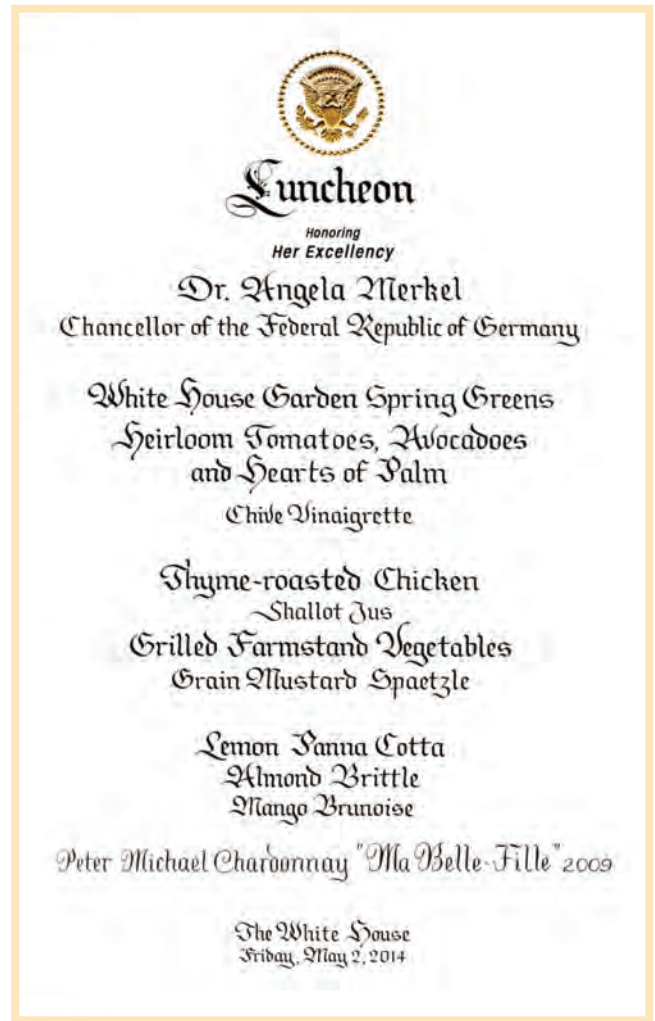 Luncheon
Honoring
Her Excellency
Dr. Angela Merkel
Chancellor of the Federal Republic of Germany
White House Garden Spring Greens
Heirloom Tomatoes, Avocadoes
and Hearts of Palm
Chive Vinaigrette
Thyme-roasted Chicken
Shallot Jus
Grilled Farmstand Vegetables
Grain Mustard Spaetzle
Lemon Panna Cotta
Almond Brittle
Mango Brunoise
Peter Michael Chardonnay "Ma Belle-Fille" 2009
The White House
Friday, May 2, 2014